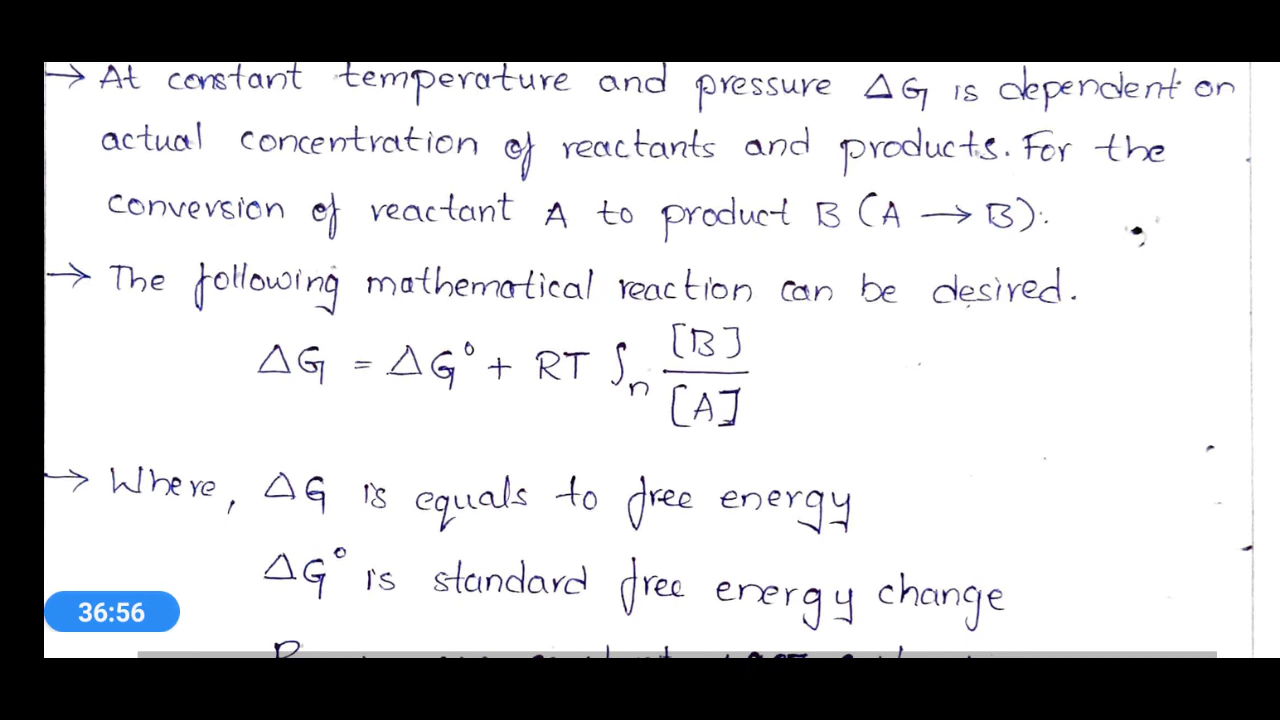 → At constant temperature and pressure ΔG is dependent on
actual concentration of reactants and products. For the
conversion of reactant A to product B (A → B).
→ The following mathematical reaction can be desired.
ΔG = ΔG° + RT ∫n [B]/[A]
→ Where, ΔG is equals to free energy
ΔG° is standard free energy change
36:56